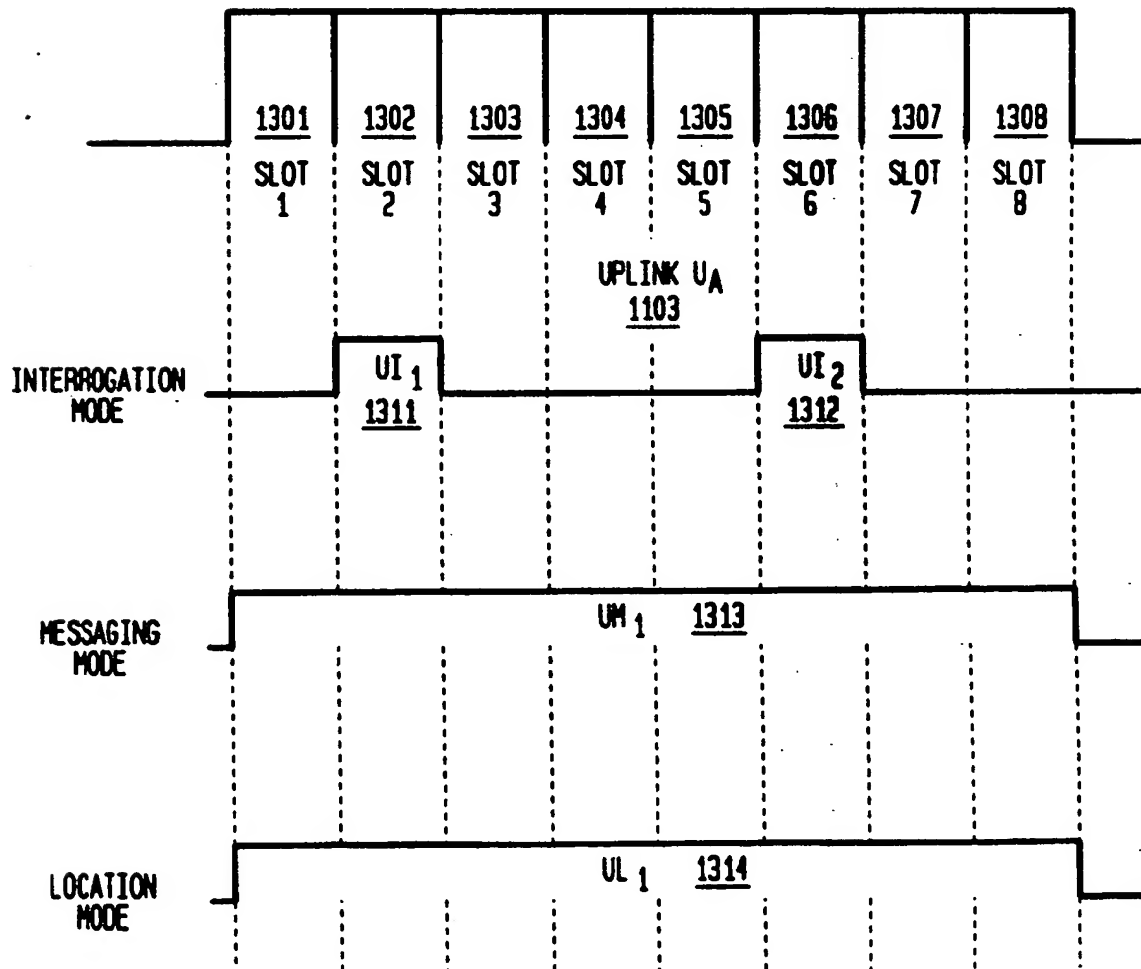 1301 1302 1303 1304 1305 1306 1307 1308
SLOT SLOT SLOT SLOT SLOT SLOT SLOT SLOT
1 2 3 4 5 6 7 8
UPLINK UA
1103
INTERROGATION
MODE
UI1
1311
UI2
1312
MESSAGING
MODE
UM1 1313
LOCATION
MODE
UL1 1314